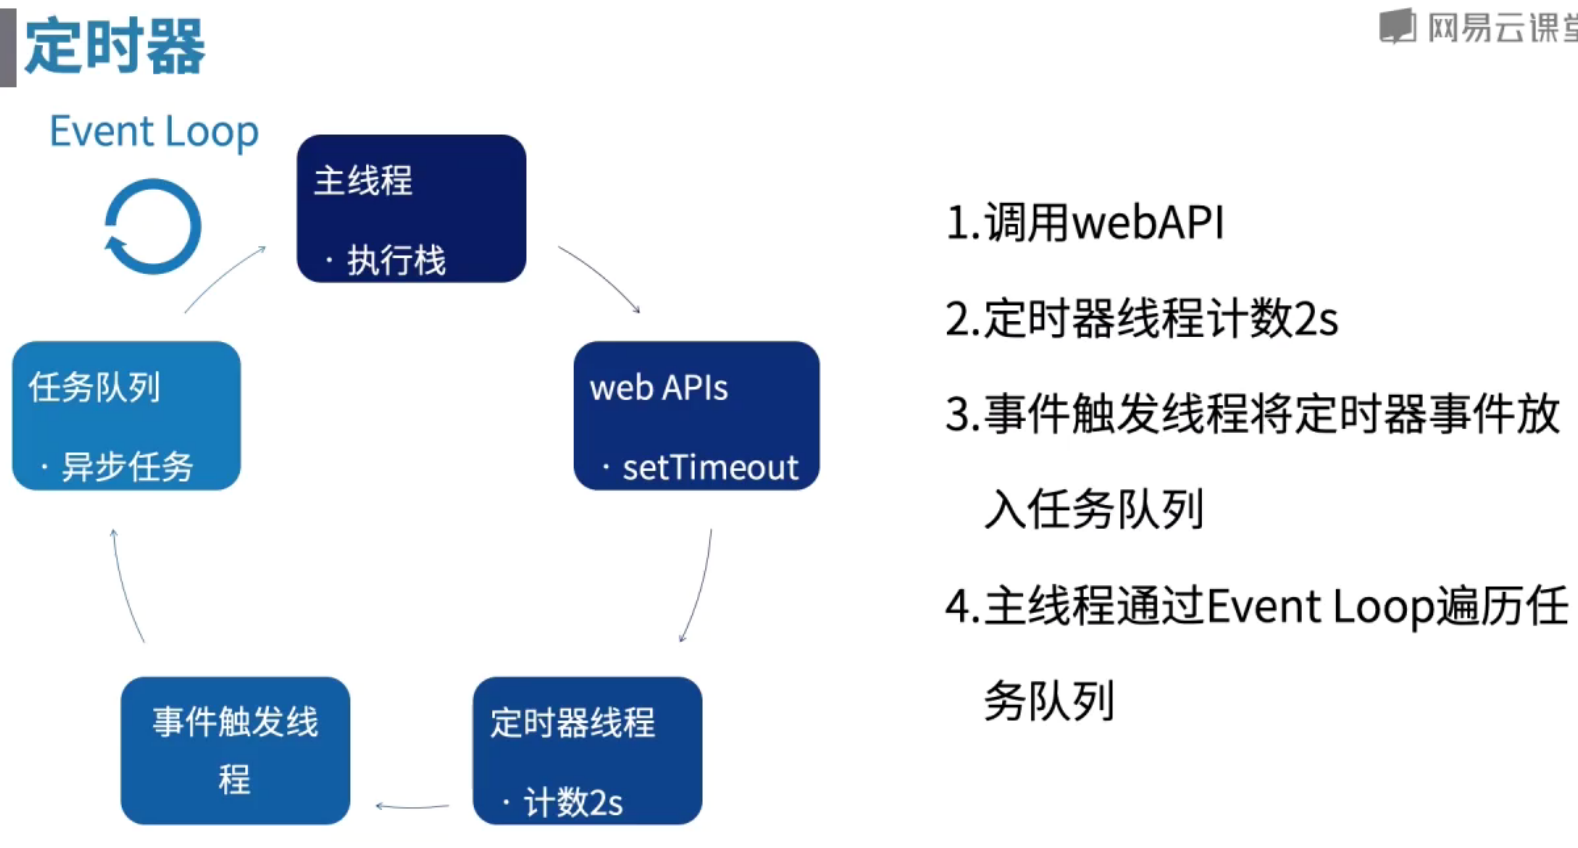 定时器
网易云课堂
Event Loop
主线程
· 执行栈
任务队列
· 异步任务
web APIs
· setTimeout
事件触发线
程
定时器线程
· 计数2s
1.调用webAPI
2.定时器线程计数2s
3.事件触发线程将定时器事件放
入任务队列
4.主线程通过Event Loop遍历任
务队列